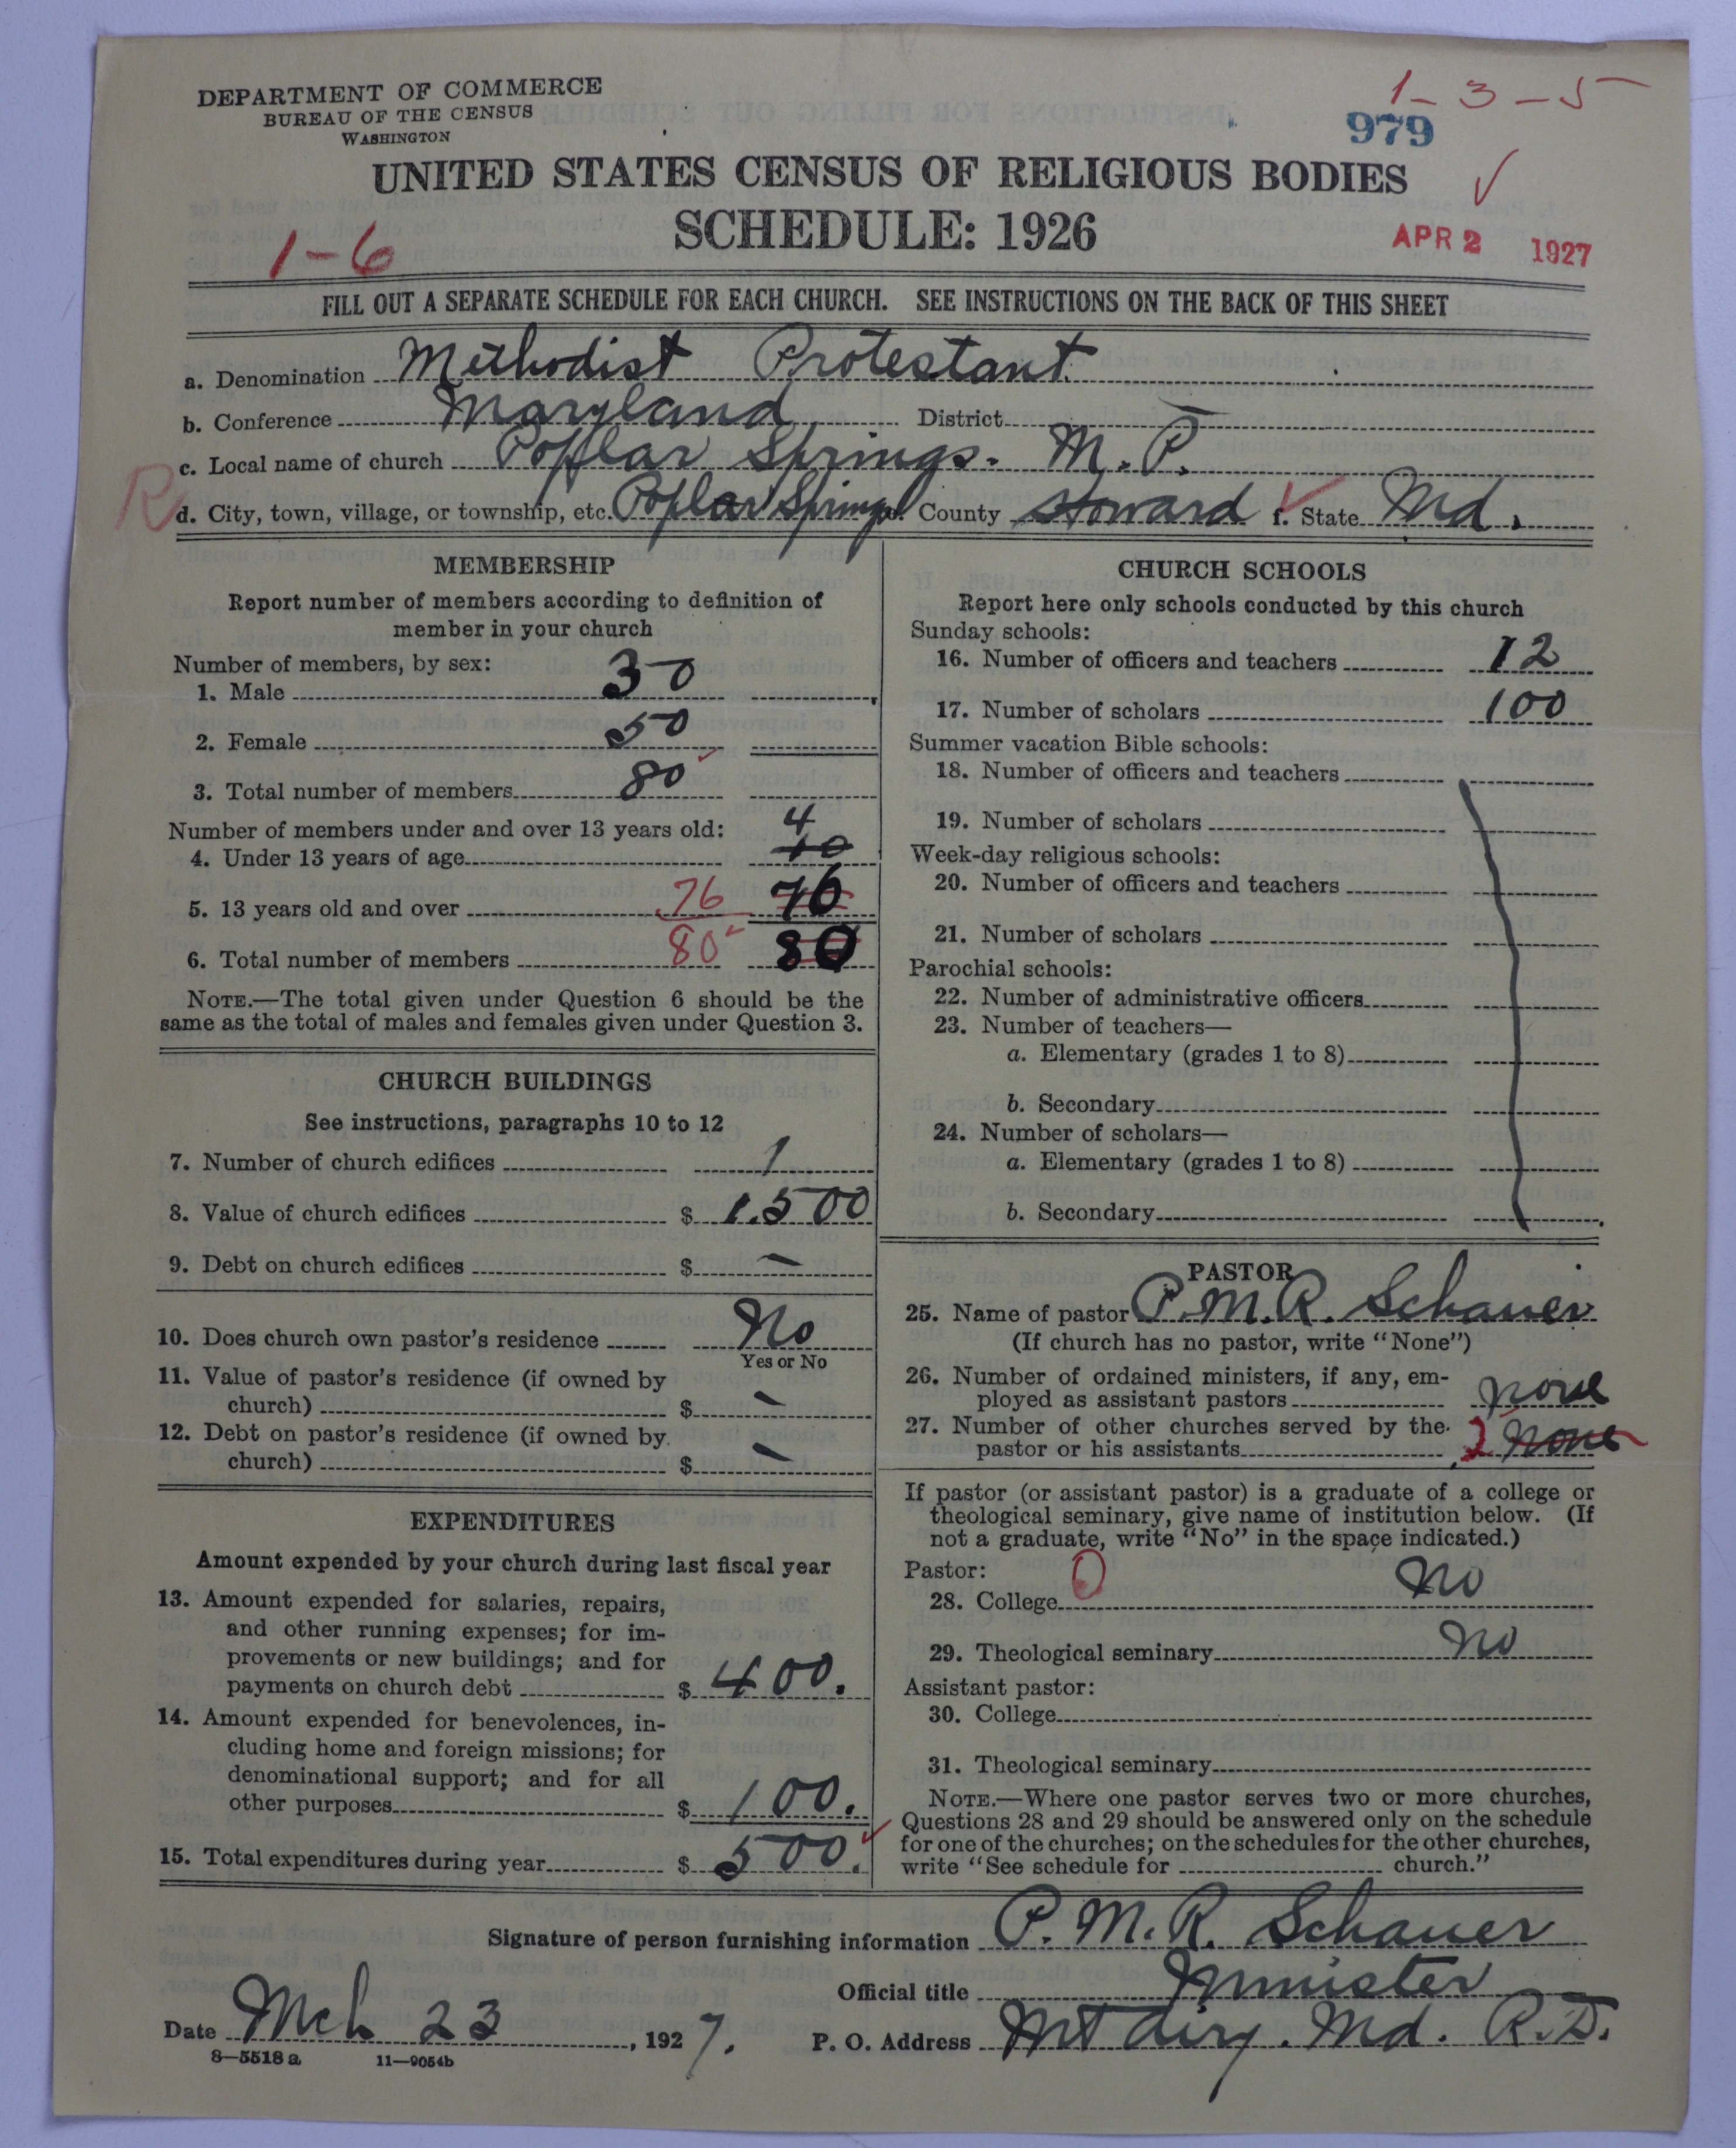 DEPARTMENT OF COMMERCE
BUREAU OF THE CENSUS
WASHINGTON
1-3-5
979
UNITED STATES CENSUS OF RELIGIOUS BODIES
SCHEDULE: 1926
1-6
APR 2 1927
FILL OUT A SEPARATE SCHEDULE FOR EACH CHURCH. SEE INSTRUCTIONS ON THE BACK OF THIS SHEET
a. Denomination Methodist Protestant.
b. Conference Maryland District
c. Local name of church Poplar Springs. M. P.
R d. City, town, village, or township, etc. Poplar Springs e. County Howard f. State Md.
MEMBERSHIP
Report number of members according to definition of
member in your church
Number of members, by sex:
1. Male 30
2. Female 50
3. Total number of members 80
Number of members under and over 13 years old: 4
4. Under 13 years of age 10
5. 13 years old and over 76 76
6. Total number of members 80 80
NOTE.—The total given under Question 6 should be the
same as the total of males and females given under Question 3.
CHURCH BUILDINGS
See instructions, paragraphs 10 to 12
7. Number of church edifices 1
8. Value of church edifices $ 1.500
9. Debt on church edifices $ —
10. Does church own pastor's residence No
Yes or No
11. Value of pastor's residence (if owned by
church) $ —
12. Debt on pastor's residence (if owned by
church) $ —
EXPENDITURES
Amount expended by your church during last fiscal year
13. Amount expended for salaries, repairs,
and other running expenses; for im-
provements or new buildings; and for
payments on church debt $ 400.
14. Amount expended for benevolences, in-
cluding home and foreign missions; for
denominational support; and for all
other purposes $ 100.
15. Total expenditures during year $ 500.
CHURCH SCHOOLS
Report here only schools conducted by this church
Sunday schools:
16. Number of officers and teachers 12
17. Number of scholars 100
Summer vacation Bible schools:
18. Number of officers and teachers
19. Number of scholars
Week-day religious schools:
20. Number of officers and teachers
21. Number of scholars
Parochial schools:
22. Number of administrative officers
23. Number of teachers—
a. Elementary (grades 1 to 8)
b. Secondary
24. Number of scholars—
a. Elementary (grades 1 to 8)
b. Secondary
PASTOR
25. Name of pastor P. M. R. Schauer
(If church has no pastor, write "None")
26. Number of ordained ministers, if any, em-
ployed as assistant pastors none
27. Number of other churches served by the
pastor or his assistants 2 none
If pastor (or assistant pastor) is a graduate of a college or
theological seminary, give name of institution below. (If
not a graduate, write "No" in the space indicated.)
Pastor: 0
28. College No
29. Theological seminary No
Assistant pastor:
30. College
31. Theological seminary
NOTE.—Where one pastor serves two or more churches,
Questions 28 and 29 should be answered only on the schedule
for one of the churches; on the schedules for the other churches,
write "See schedule for church."
Signature of person furnishing information P. M. R. Schauer
Official title Minister
Date Mch 23, 1927. P. O. Address Mt Airy. Md. R.D.
8—5518 a 11—9054b